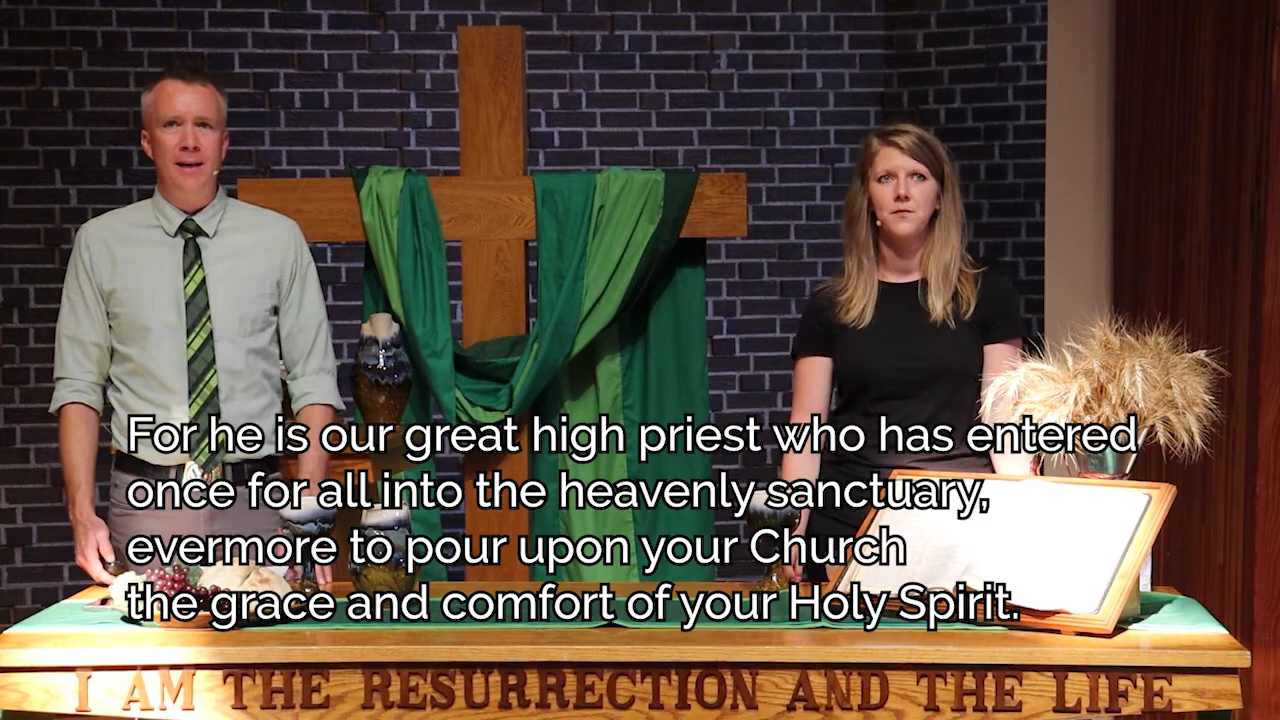 For he is our great high priest who has entered
once for all into the heavenly sanctuary,
evermore to pour upon your Church
the grace and comfort of your Holy Spirit.
I AM THE RESURRECTION AND THE LIFE